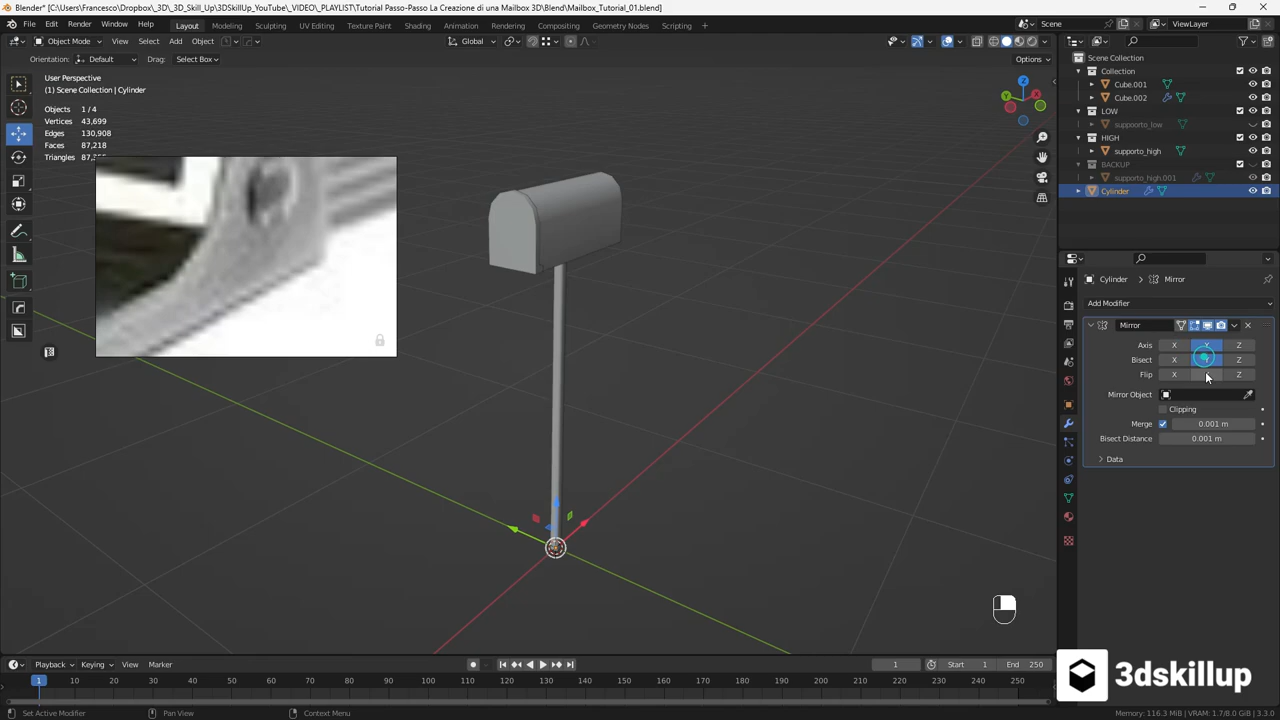 Blender* [C:\Users\Francesco\Dropbox\_3D\_3D_SkillUp\3DSkillUp_YouTube\_VIDEO\_PLAYLIST\Tutorial Passo-Passo La Creazione di una Mailbox 3D\Blend\Mailbox_Tutorial_01.blend]
File Edit Render Window Help Layout Modeling Sculpting UV Editing Texture Paint Shading Animation Rendering Compositing Geometry Nodes Scripting + Scene ViewLayer
Object Mode View Select Add Object Global
Orientation: Default Drag: Select Box Options
User Perspective
(1) Scene Collection | Cylinder
Objects 1 / 4
Vertices 43,699
Edges 130,908
Faces 87,218
Triangles
X
Y
Z
Scene Collection
Collection
Cube.001
Cube.002
LOW
supporto_low
HIGH
supporto_high
BACKUP
supporto_high.001
Cylinder
Cylinder > Mirror
Add Modifier
Mirror
Axis X Y Z
Bisect X Y Z
Flip X Z
Mirror Object
Clipping
Merge 0.001 m
Bisect Distance 0.001 m
Data
Playback Keying View Marker 1 Start 1 End 250
1 10 20 30 40 50 60 70 80 90 100 110 120 130 140 150 160 170 180 190 200 210 220 230 240 250
3dskillup
Set Active Modifier Pan View Context Menu Memory: 116.3 MiB | VRAM: 1.7/8.0 GiB | 3.3.0